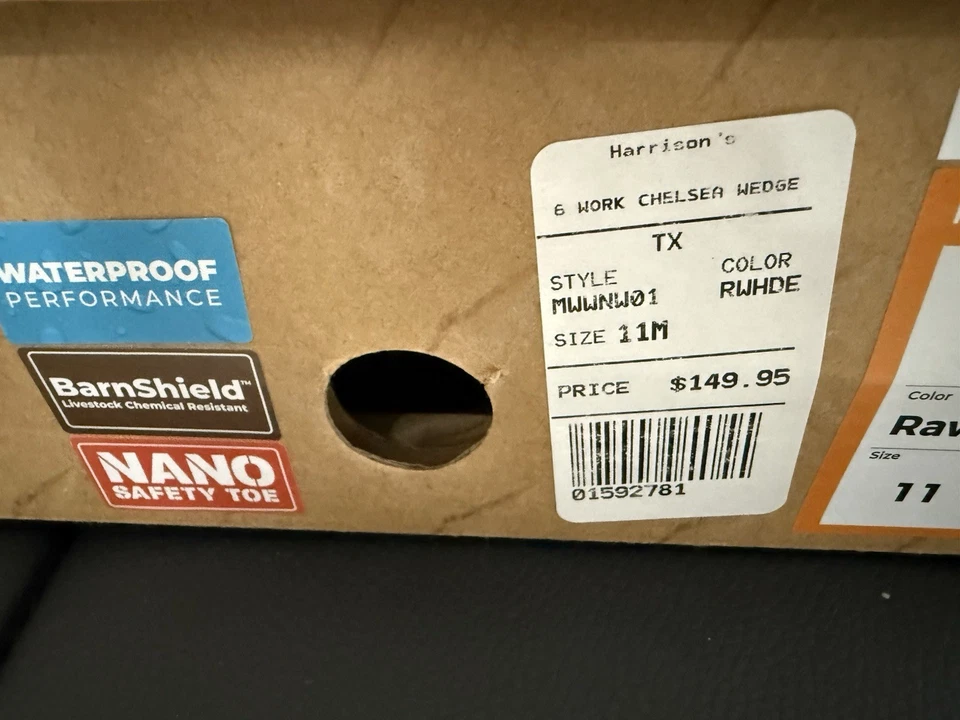 WATERPROOF
PERFORMANCE
BarnShield™
Livestock Chemical Resistant
NANO
SAFETY TOE
Harrison's
6 WORK CHELSEA WEDGE
TX
STYLE COLOR
MWWNW01 RWHDE
SIZE 11M
PRICE $149.95
01592781
Color
Size
11